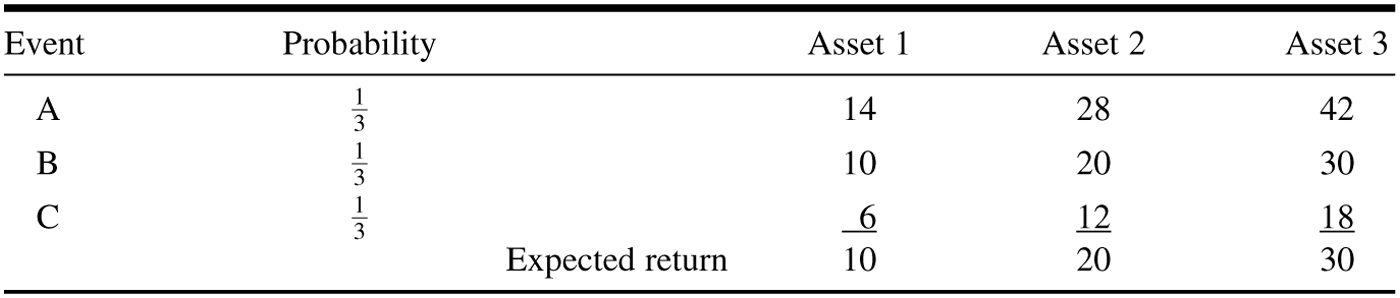 Event Probability Asset 1 Asset 2 Asset 3
A 1/3 14 28 42
B 1/3 10 20 30
C 1/3 6 12 18
Expected return 10 20 30